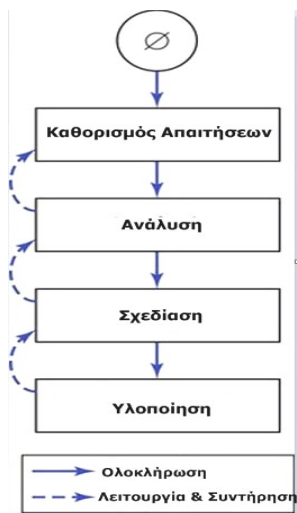 ∅
Καθορισμός Απαιτήσεων
Ανάλυση
Σχεδίαση
Υλοποίηση
Ολοκλήρωση
Λειτουργία & Συντήρηση